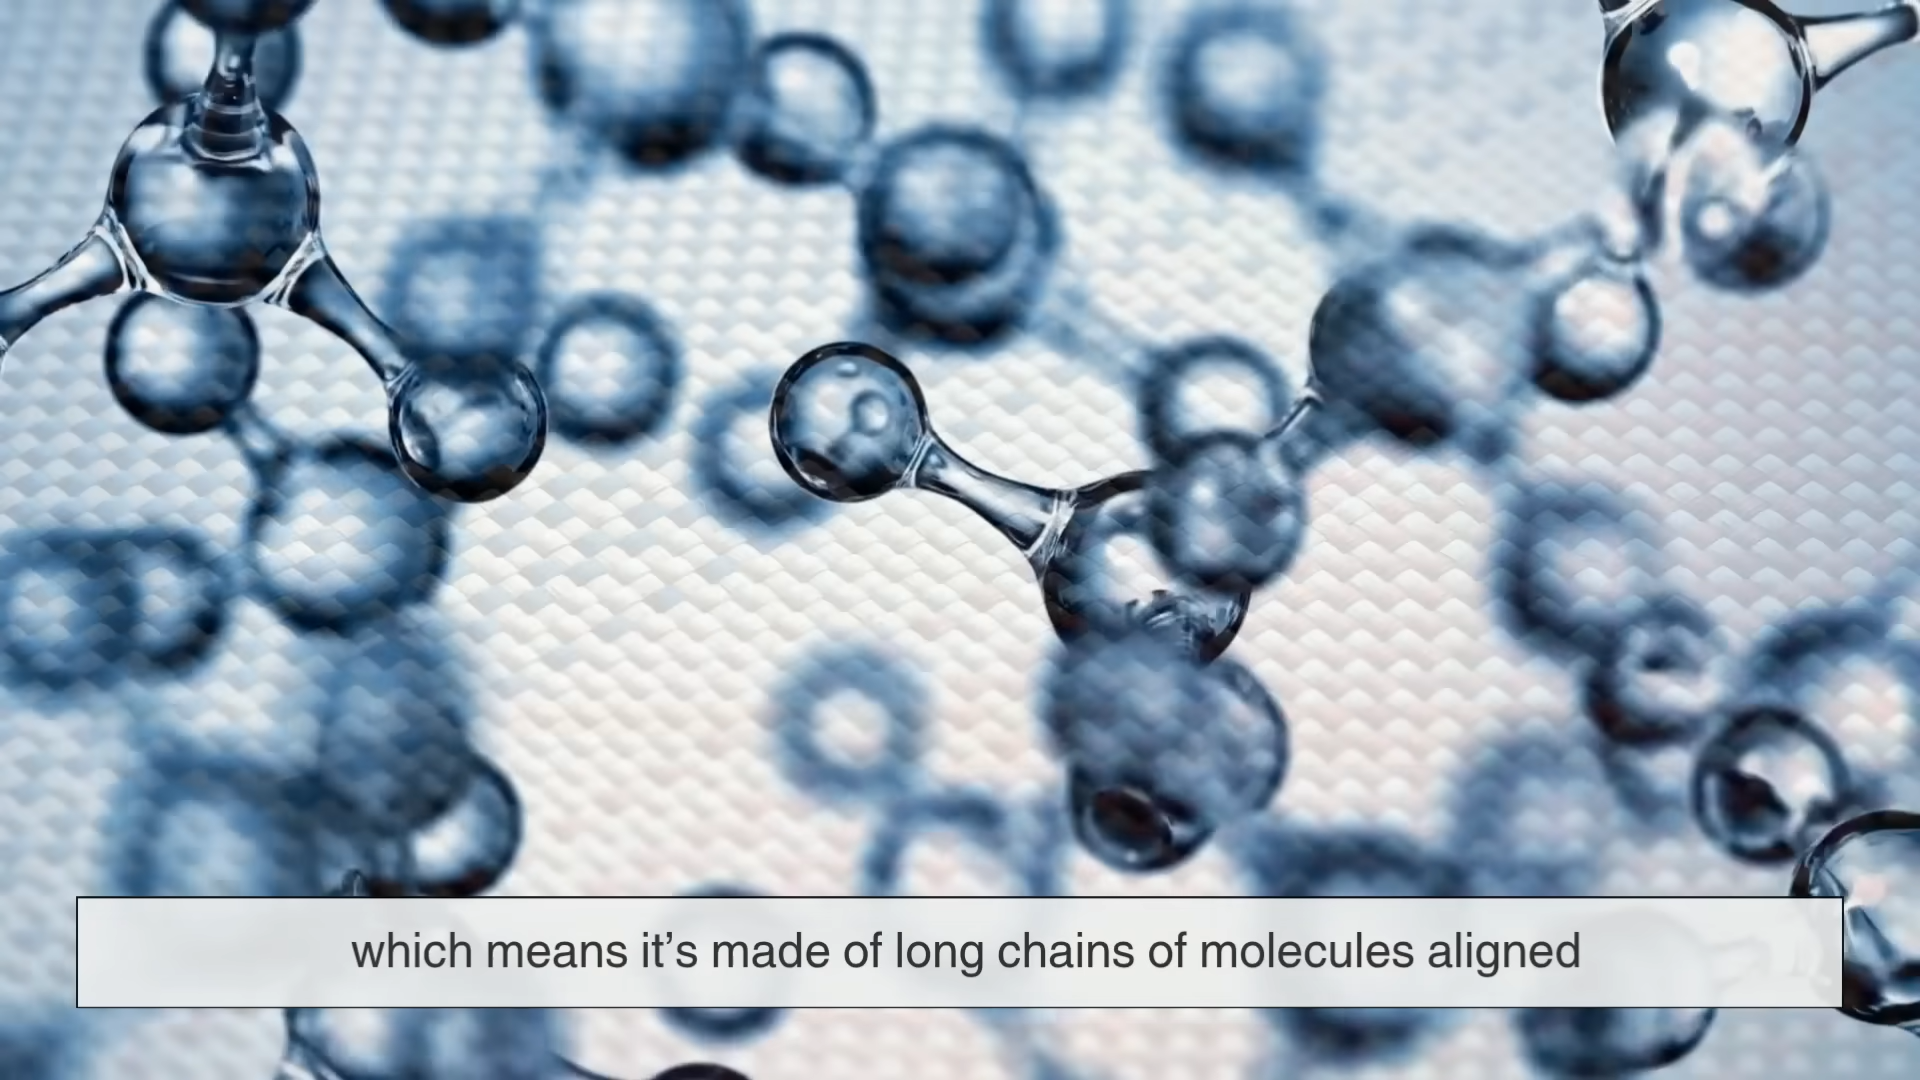 which means it’s made of long chains of molecules aligned